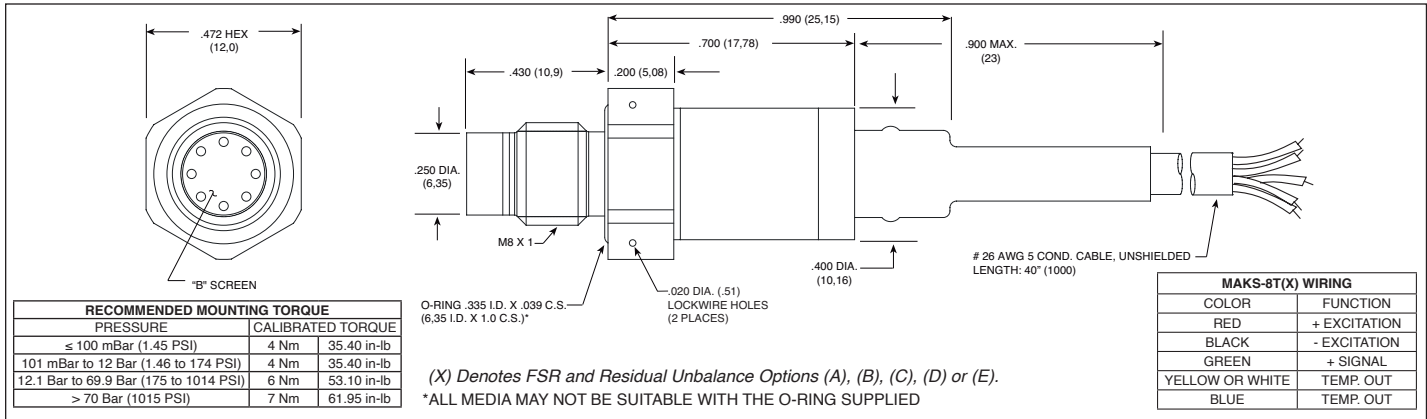 .472 HEX
(12,0)
"B" SCREEN
.990 (25,15)
.700 (17,78)
.900 MAX.
(23)
.430 (10,9)
.200 (5,08)
.250 DIA.
(6,35)
M8 X 1
O-RING .335 I.D. X .039 C.S.
(6,35 I.D. X 1.0 C.S.)*
.020 DIA. (.51)
LOCKWIRE HOLES
(2 PLACES)
.400 DIA.
(10,16)
# 26 AWG 5 COND. CABLE, UNSHIELDED
LENGTH: 40" (1000)
RECOMMENDED MOUNTING TORQUE
PRESSURE CALIBRATED TORQUE
≤ 100 mBar (1.45 PSI) 4 Nm 35.40 in-lb
101 mBar to 12 Bar (1.46 to 174 PSI) 4 Nm 35.40 in-lb
12.1 Bar to 69.9 Bar (175 to 1014 PSI) 6 Nm 53.10 in-lb
> 70 Bar (1015 PSI) 7 Nm 61.95 in-lb
(X) Denotes FSR and Residual Unbalance Options (A), (B), (C), (D) or (E).
*ALL MEDIA MAY NOT BE SUITABLE WITH THE O-RING SUPPLIED
MAKS-8T(X) WIRING
COLOR FUNCTION
RED + EXCITATION
BLACK - EXCITATION
GREEN + SIGNAL
YELLOW OR WHITE TEMP. OUT
BLUE TEMP. OUT